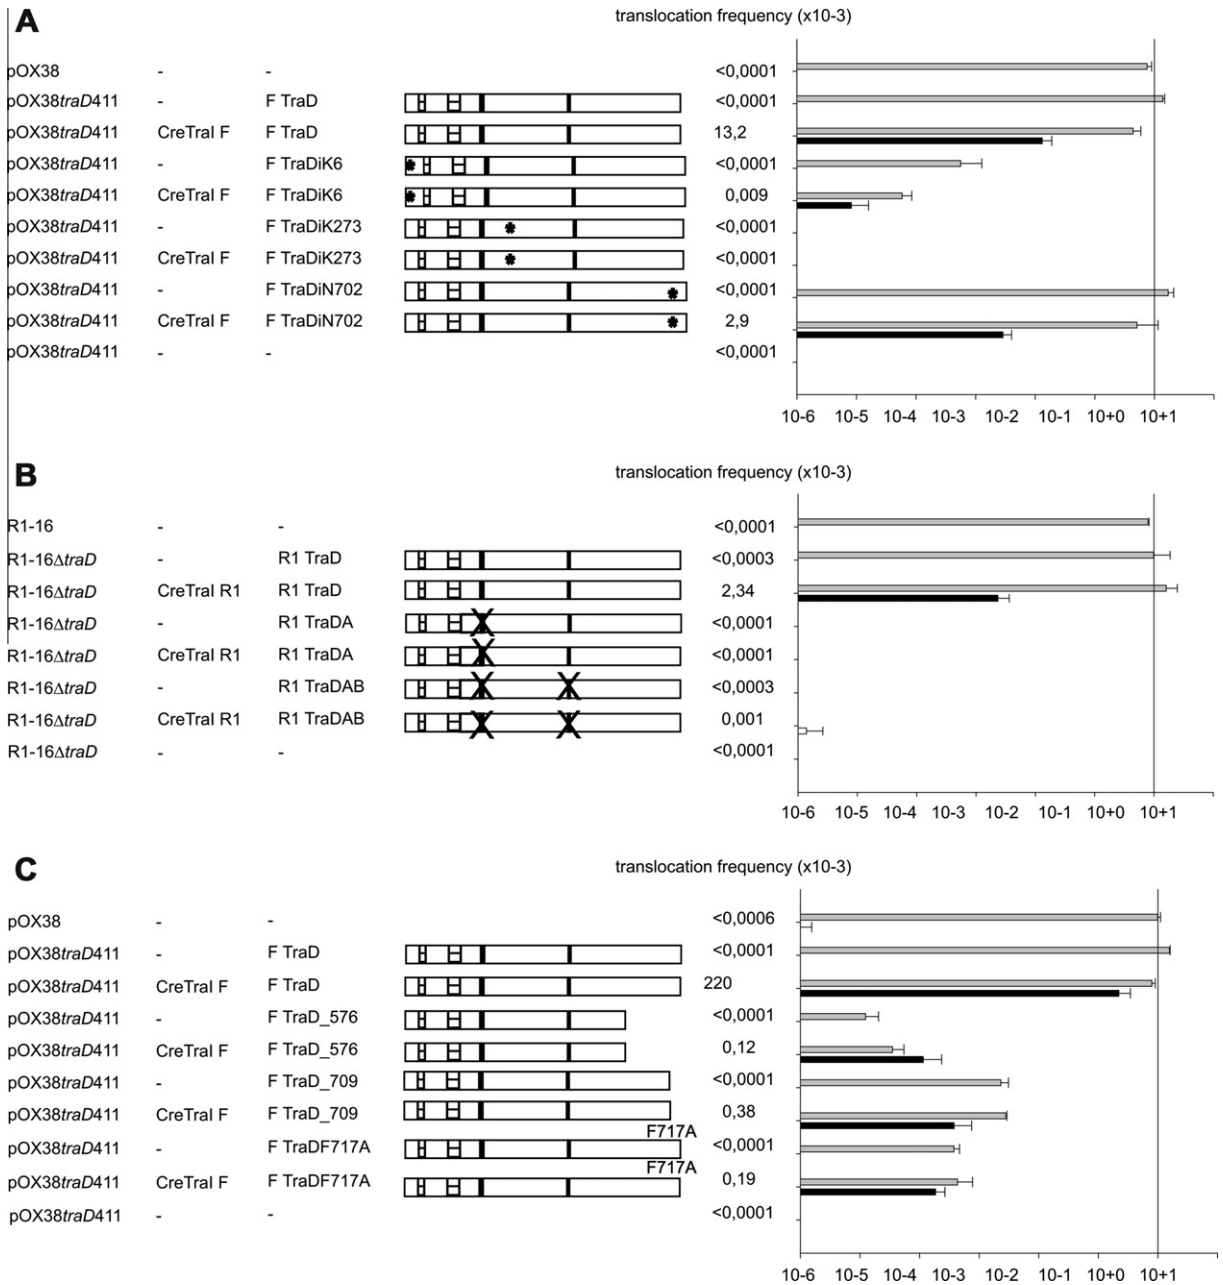 A
translocation frequency (x10-3)
pOX38 - - <0,0001
pOX38traD411 - F TraD <0,0001
pOX38traD411 CreTraI F F TraD 13,2
pOX38traD411 - F TraDiK6 * <0,0001
pOX38traD411 CreTraI F F TraDiK6 * 0,009
pOX38traD411 - F TraDiK273 * <0,0001
pOX38traD411 CreTraI F F TraDiK273 * <0,0001
pOX38traD411 - F TraDiN702 * <0,0001
pOX38traD411 CreTraI F F TraDiN702 * 2,9
pOX38traD411 - - <0,0001
10-6 10-5 10-4 10-3 10-2 10-1 10+0 10+1
B
translocation frequency (x10-3)
R1-16 - - <0,0001
R1-16ΔtraD - R1 TraD <0,0003
R1-16ΔtraD CreTraI R1 R1 TraD 2,34
R1-16ΔtraD - R1 TraDA X <0,0001
R1-16ΔtraD CreTraI R1 R1 TraDA X <0,0001
R1-16ΔtraD - R1 TraDAB X X <0,0003
R1-16ΔtraD CreTraI R1 R1 TraDAB X X 0,001
R1-16ΔtraD - - <0,0001
10-6 10-5 10-4 10-3 10-2 10-1 10+0 10+1
C
translocation frequency (x10-3)
pOX38 - - <0,0006
pOX38traD411 - F TraD <0,0001
pOX38traD411 CreTraI F F TraD 220
pOX38traD411 - F TraD_576 <0,0001
pOX38traD411 CreTraI F F TraD_576 0,12
pOX38traD411 - F TraD_709 <0,0001
pOX38traD411 CreTraI F F TraD_709 0,38
F717A
pOX38traD411 - F TraDF717A <0,0001
F717A
pOX38traD411 CreTraI F F TraDF717A 0,19
pOX38traD411 - - <0,0001
10-6 10-5 10-4 10-3 10-2 10-1 10+0 10+1